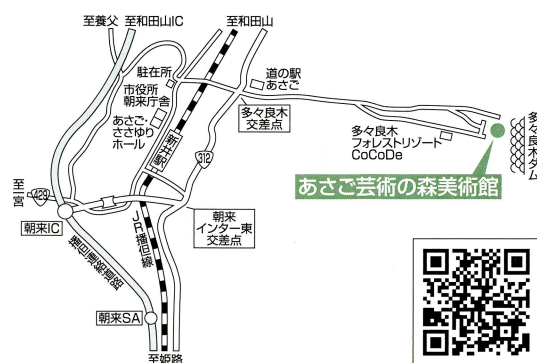 至養父
至和田山IC
至和田山
駐在所
市役所
朝来庁舎
あさご・
ささゆり
ホール
道の駅
あさご
多々良木
交差点
多々良木
フォレストリゾート
CoCoDe
多々良木ダム
あさご芸術の森美術館
新井駅
312
至一宮
429
朝来IC
朝来
インター東
交差点
JR播但線
播但連絡道路
朝来SA
至姫路